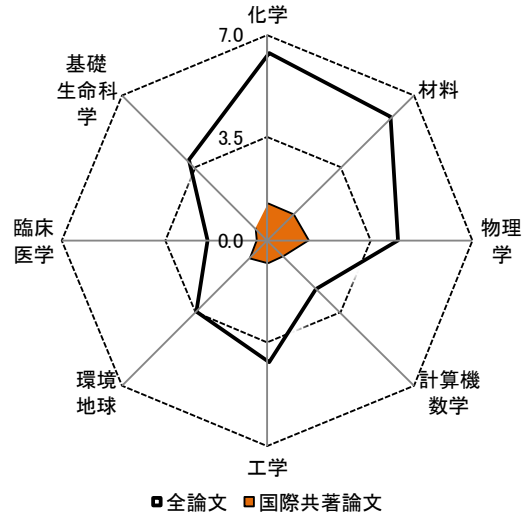 化学
7.0
基礎
生命科
学
材料
3.5
臨床
医学
0.0
物理
学
環境
地球
計算機
数学
工学
全論文 国際共著論文